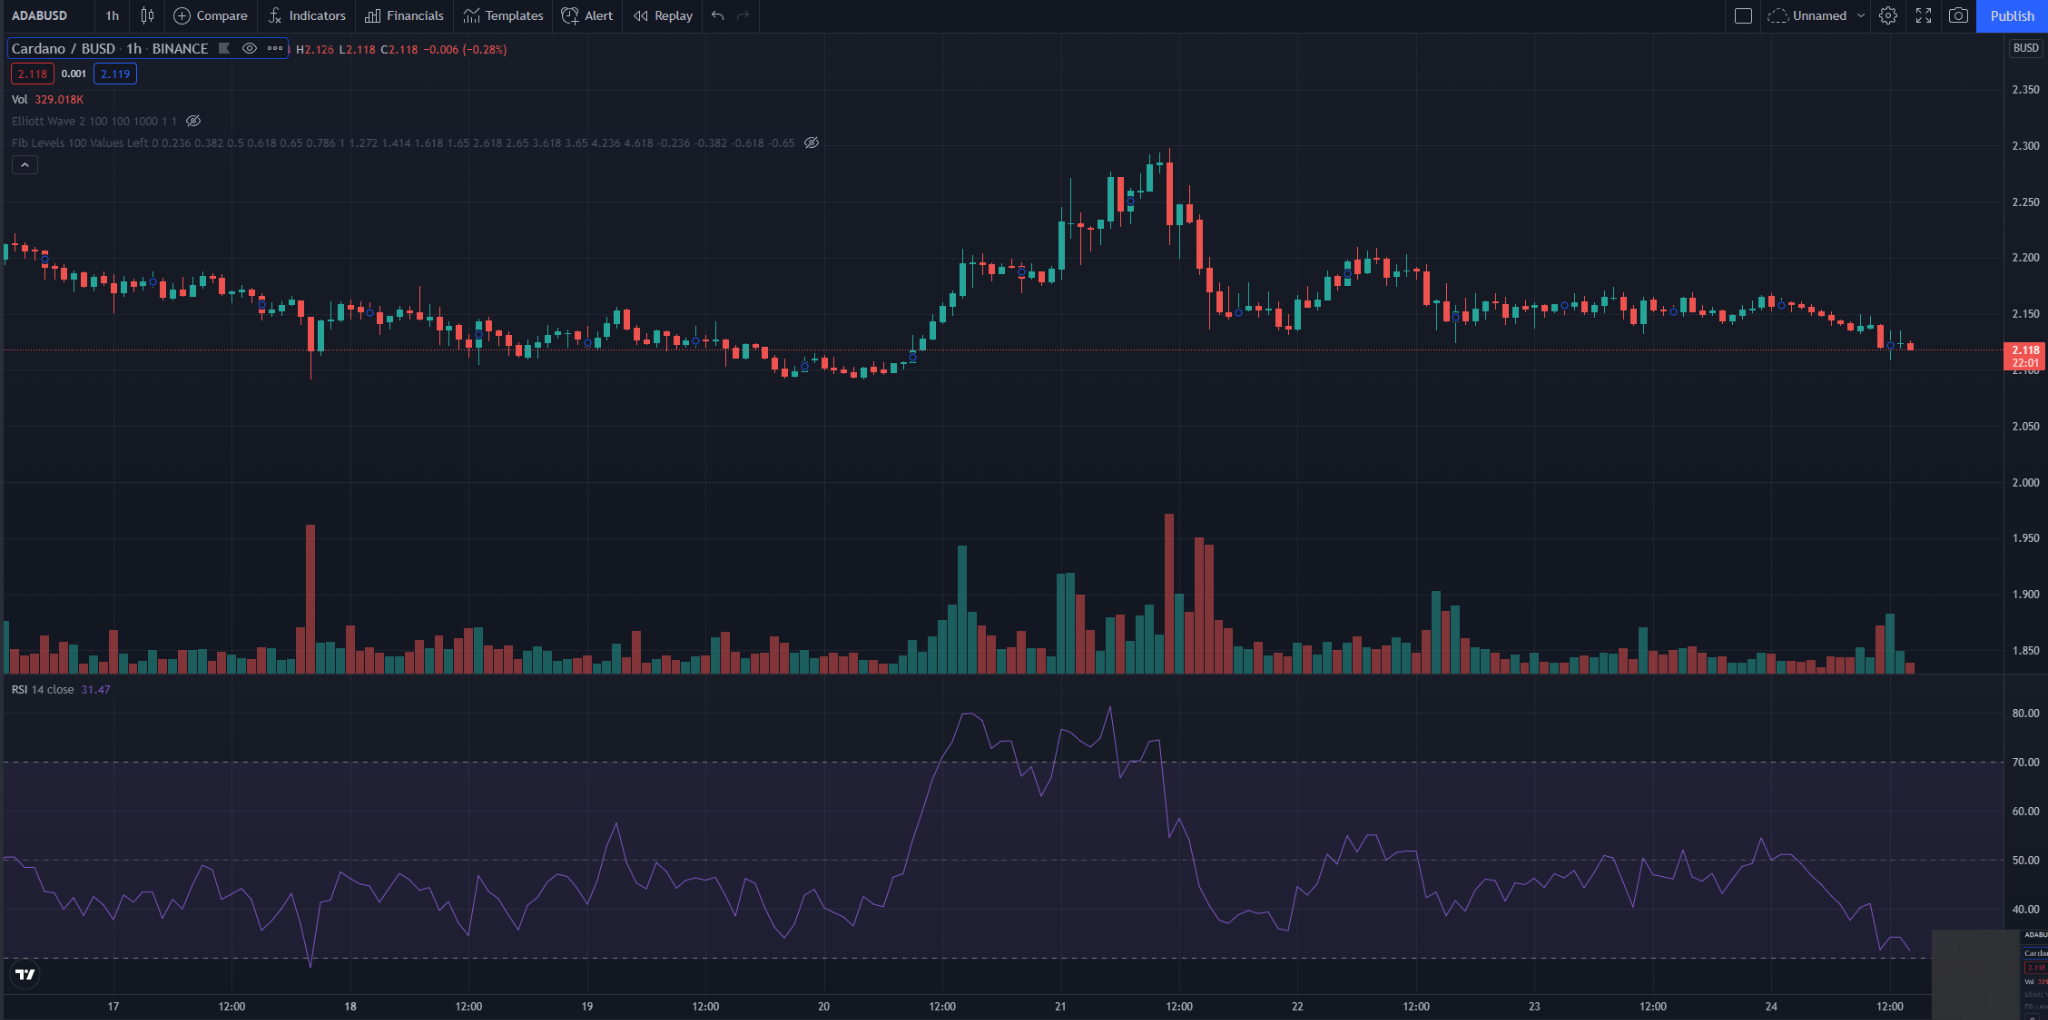 ADABUSD 1h Compare Indicators Financials Templates Alert Replay Unnamed Publish
Cardano / BUSD · 1h · BINANCE H2.126 L2.118 C2.118 −0.006 (−0.28%)
BUSD
2.118 0.001 2.119
Vol 329.018K
Elliott Wave 2 100 100 1000 1 1
Fib Levels 100 Values Left 0 0.236 0.382 0.5 0.618 0.65 0.786 1 1.272 1.414 1.618 1.65 2.618 2.65 3.618 3.65 4.236 4.618 -0.236 -0.382 -0.618 -0.65
2.350
2.300
2.250
2.200
2.150
2.118
22:01
2.100
2.050
2.000
1.950
1.900
1.850
RSI 14 close 31.47
80.00
70.00
60.00
50.00
40.00
ADABU
Carda
2.118
Vol
17 12:00 18 12:00 19 12:00 20 12:00 21 12:00 22 12:00 23 12:00 24 12:00